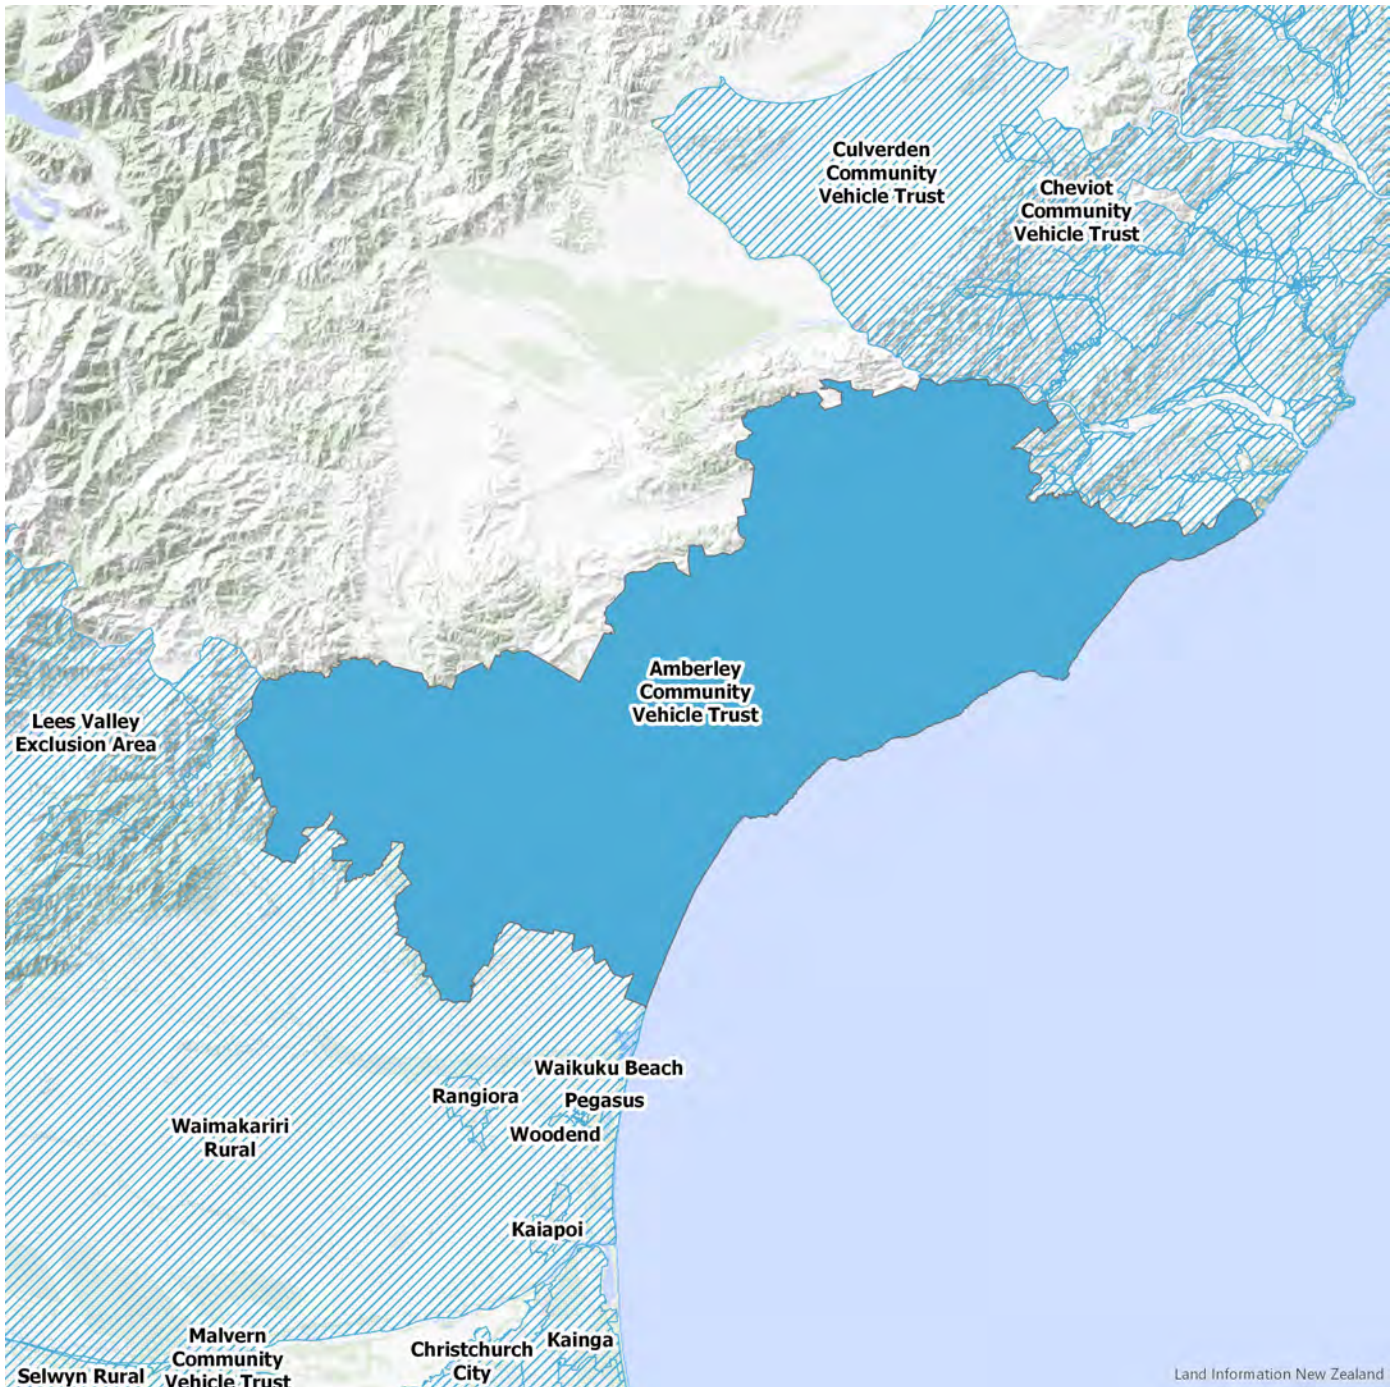 Culverden
Community
Vehicle Trust
Cheviot
Community
Vehicle Trust
Amberley
Community
Vehicle Trust
Lees Valley
Exclusion Area
Waikuku Beach
Rangiora
Pegasus
Woodend
Waimakariri
Rural
Kaiapoi
Malvern
Community
Vehicle Trust
Christchurch
City
Kainga
Selwyn Rural
Land Information New Zealand